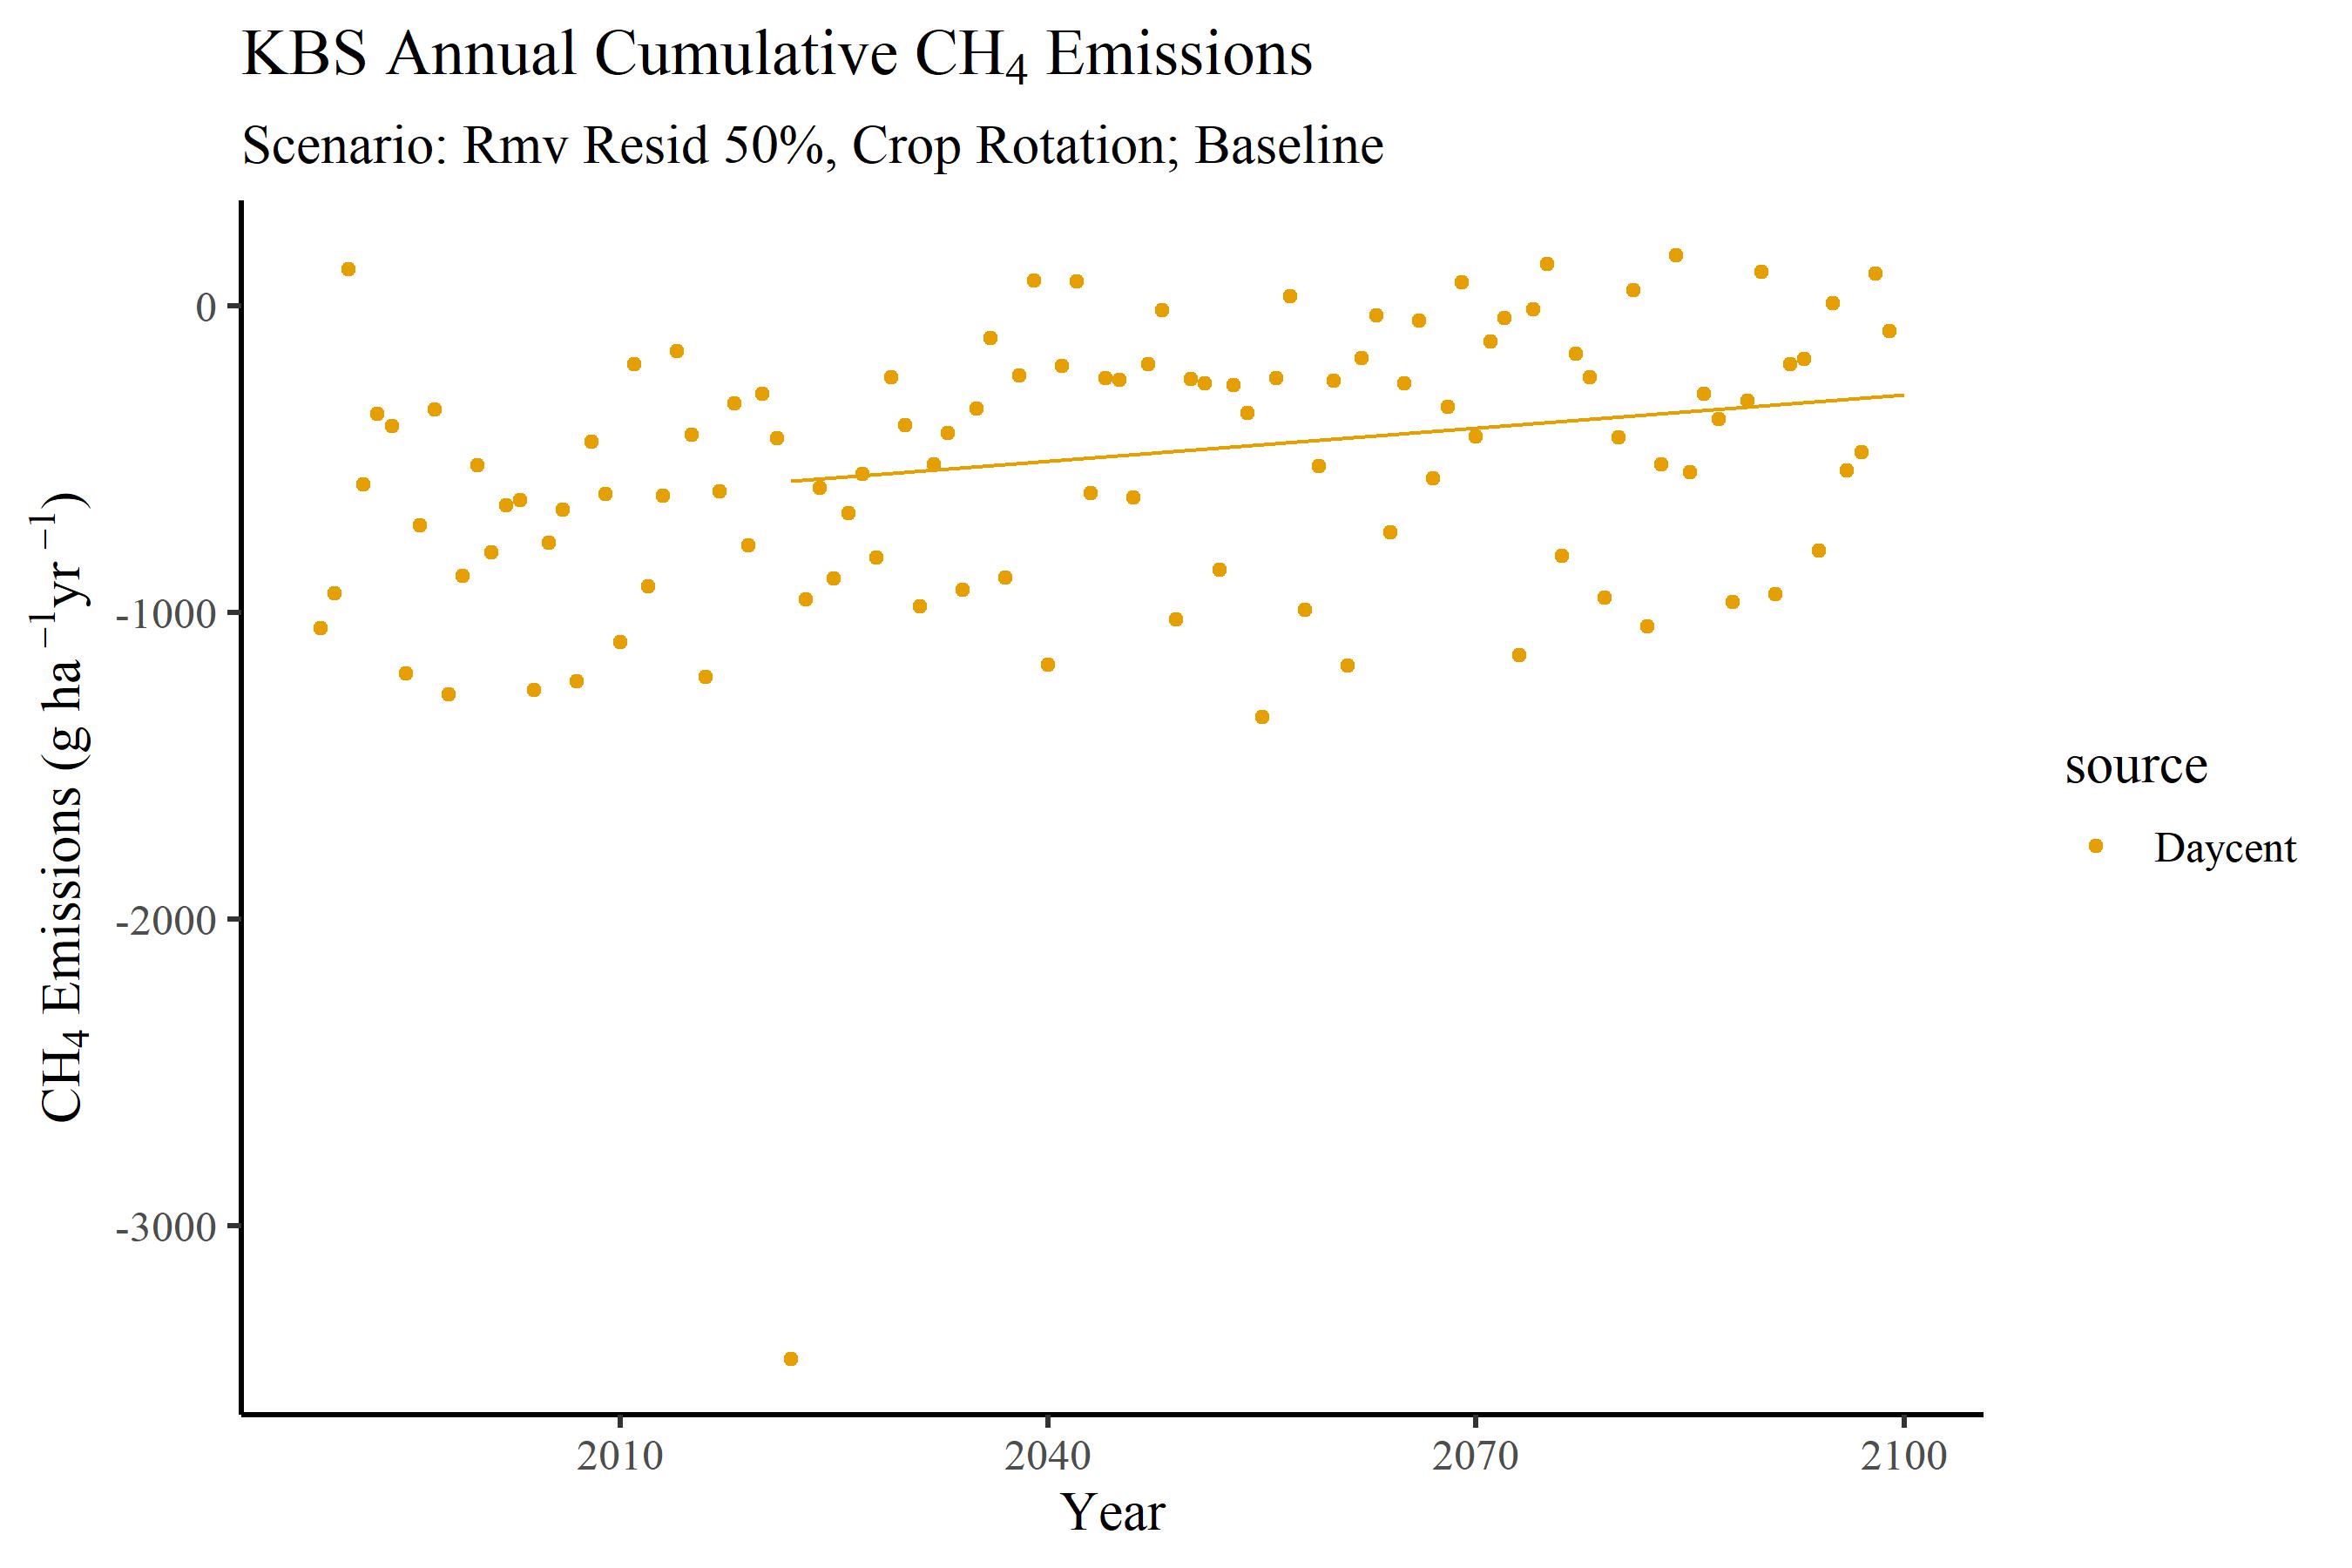 KBS Annual Cumulative CH₄ Emissions
Scenario: Rmv Resid 50%, Crop Rotation; Baseline
CH₄ Emissions (g ha ⁻¹yr ⁻¹)
0
-1000
-2000
-3000
2010 2040 2070 2100
Year
source
Daycent